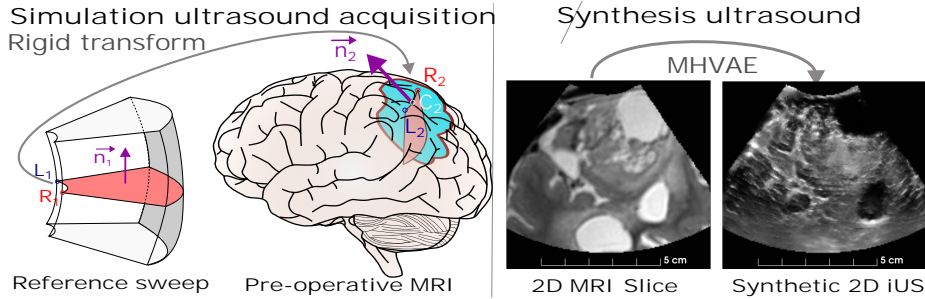 Simulation ultrasound acquisition
Rigid transform
n₂
R₂
C₂
L₂
n₁
L₁
R₁
Reference sweep
Pre-operative MRI
Synthesis ultrasound
MHVAE
5 cm
5 cm
2D MRI Slice
Synthetic 2D iUS